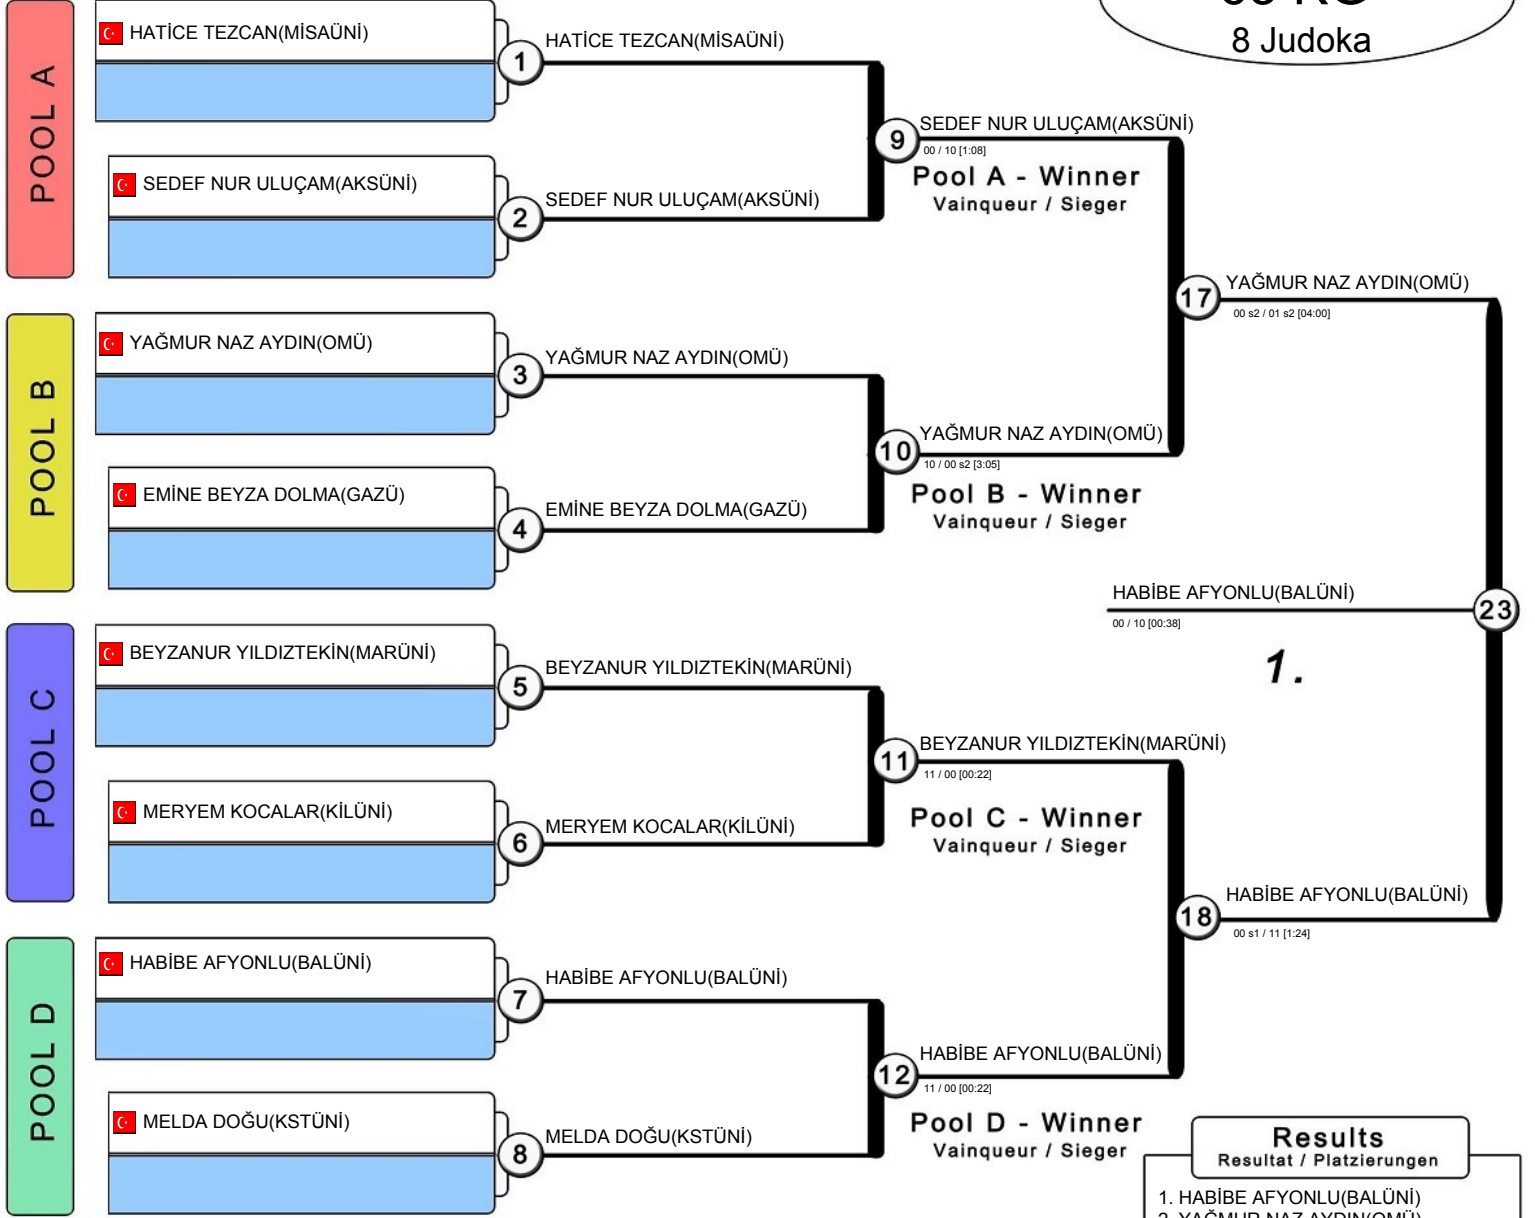 8 Judoka
POOL A
HATİCE TEZCAN(MİSAÜNİ)
1
HATİCE TEZCAN(MİSAÜNİ)
SEDEF NUR ULUÇAM(AKSÜNİ)
2
SEDEF NUR ULUÇAM(AKSÜNİ)
9
SEDEF NUR ULUÇAM(AKSÜNİ)
00 / 10 [1:08]
Pool A - Winner
Vainqueur / Sieger
POOL B
YAĞMUR NAZ AYDIN(OMÜ)
3
YAĞMUR NAZ AYDIN(OMÜ)
EMİNE BEYZA DOLMA(GAZÜ)
4
EMİNE BEYZA DOLMA(GAZÜ)
10
YAĞMUR NAZ AYDIN(OMÜ)
10 / 00 s2 [3:05]
Pool B - Winner
Vainqueur / Sieger
17
YAĞMUR NAZ AYDIN(OMÜ)
00 s2 / 01 s2 [04:00]
POOL C
BEYZANUR YILDIZTEKİN(MARÜNİ)
5
BEYZANUR YILDIZTEKİN(MARÜNİ)
MERYEM KOCALAR(KİLÜNİ)
6
MERYEM KOCALAR(KİLÜNİ)
11
BEYZANUR YILDIZTEKİN(MARÜNİ)
11 / 00 [00:22]
Pool C - Winner
Vainqueur / Sieger
POOL D
HABİBE AFYONLU(BALÜNİ)
7
HABİBE AFYONLU(BALÜNİ)
MELDA DOĞU(KSTÜNİ)
8
MELDA DOĞU(KSTÜNİ)
12
HABİBE AFYONLU(BALÜNİ)
11 / 00 [00:22]
Pool D - Winner
Vainqueur / Sieger
18
HABİBE AFYONLU(BALÜNİ)
00 s1 / 11 [1:24]
HABİBE AFYONLU(BALÜNİ)
23
00 / 10 [00:38]
1.
Results
Resultat / Platzierungen
1. HABİBE AFYONLU(BALÜNİ)
2. YAĞMUR NAZ AYDIN(OMÜ)